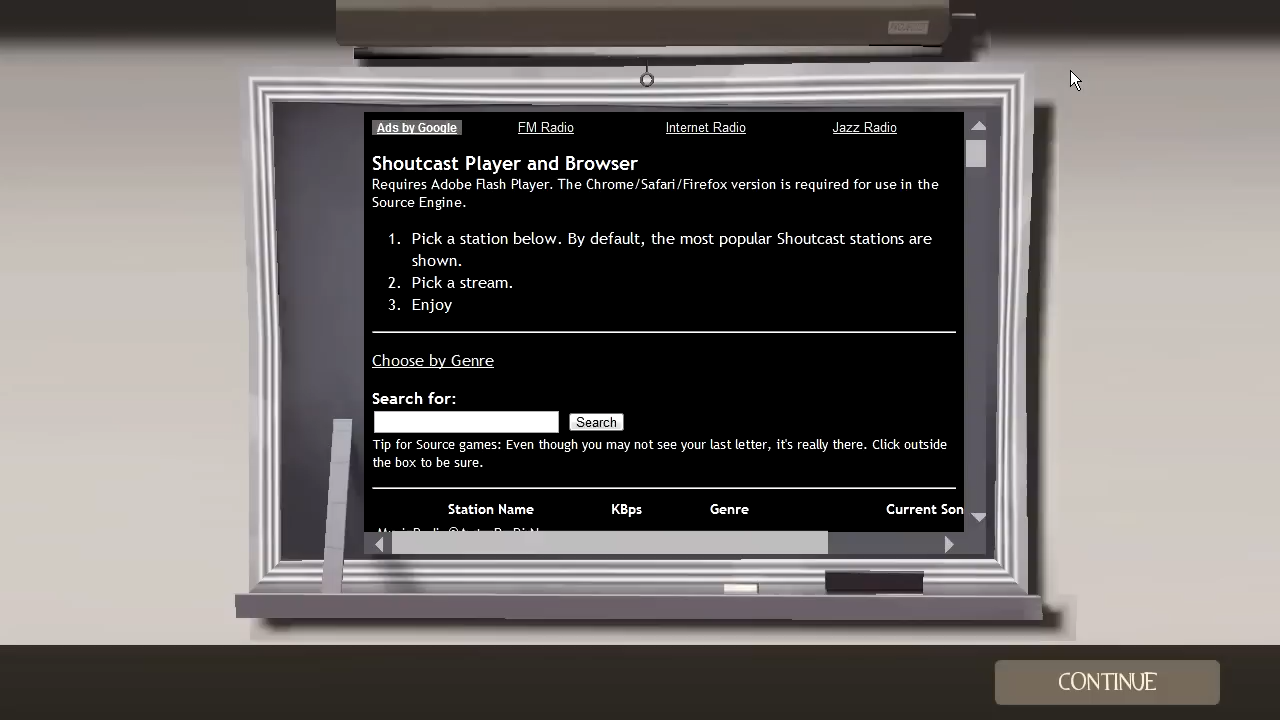 Ads by Google FM Radio Internet Radio Jazz Radio
Shoutcast Player and Browser
Requires Adobe Flash Player. The Chrome/Safari/Firefox version is required for use in the
Source Engine.
1. Pick a station below. By default, the most popular Shoutcast stations are
shown.
2. Pick a stream.
3. Enjoy
Choose by Genre
Search for:
Search
Tip for Source games: Even though you may not see your last letter, it's really there. Click outside
the box to be sure.
Station Name KBps Genre Current Son
CONTINUE